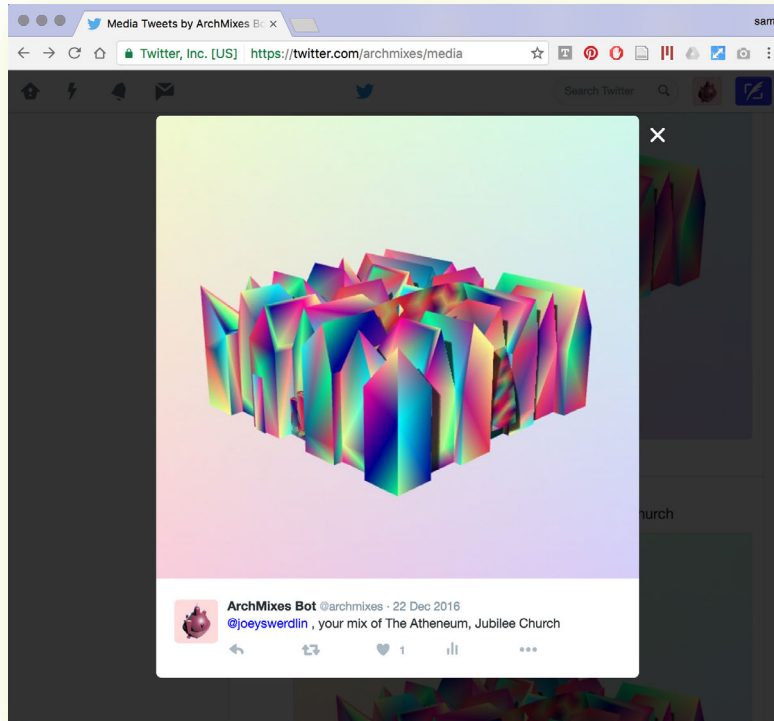 Media Tweets by ArchMixes Bo
sam
Twitter, Inc. [US] https://twitter.com/archmixes/media
Search Twitter
hurch
ArchMixes Bot @archmixes · 22 Dec 2016
@joeyswerdlin , your mix of The Atheneum, Jubilee Church
1